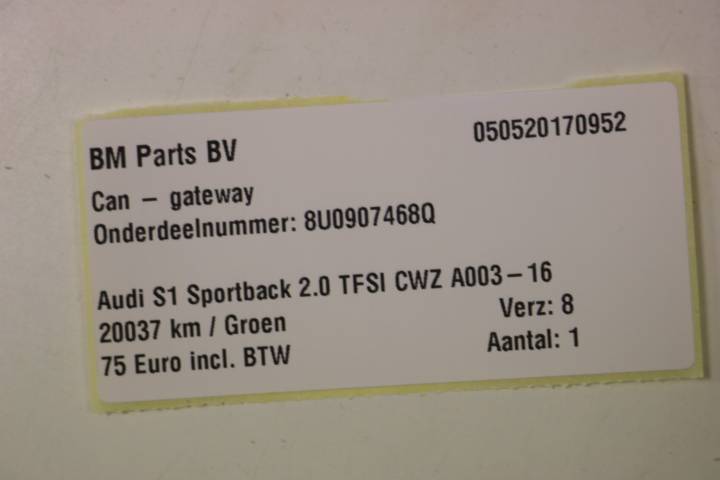 BM Parts BV 050520170952
Can – gateway
Onderdeelnummer: 8U0907468Q
Audi S1 Sportback 2.0 TFSI CWZ A003–16
20037 km / Groen Verz: 8
75 Euro incl. BTW Aantal: 1